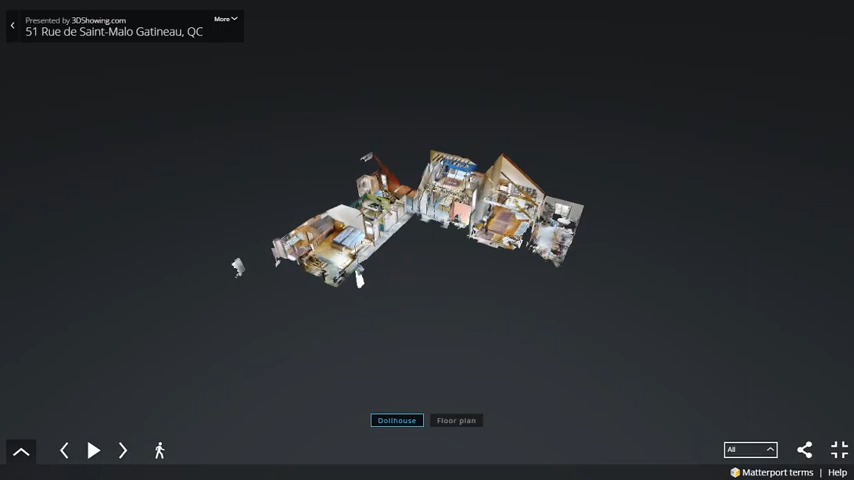 Presented by 3DShowing.com
More
51 Rue de Saint-Malo Gatineau, QC
Dollhouse
Floor plan
All
Matterport terms | Help